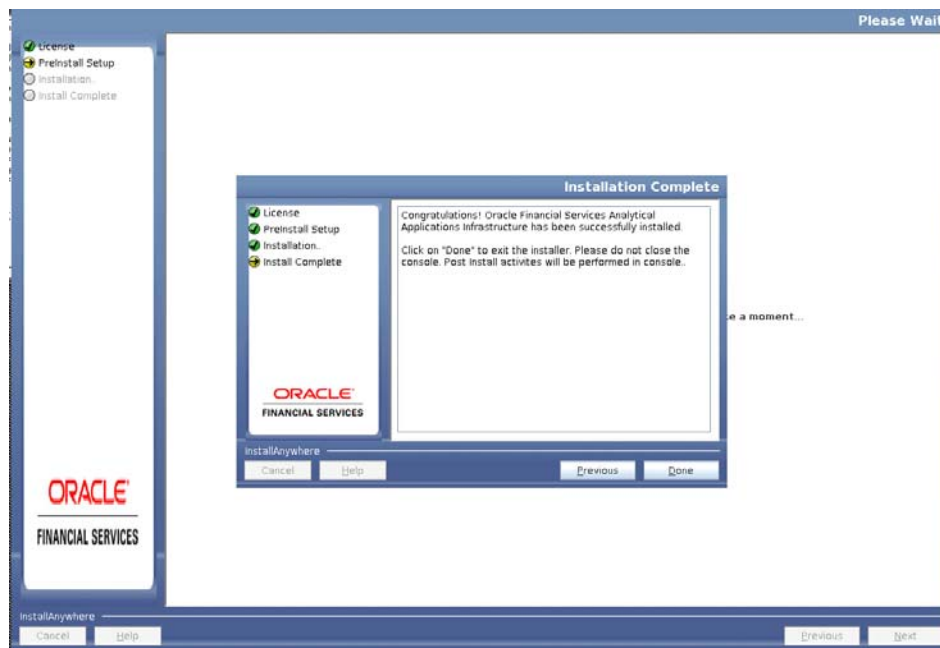 Please Wait
License
PreInstall Setup
Installation..
Install Complete
Installation Complete
License
PreInstall Setup
Installation..
Install Complete
Congratulations! Oracle Financial Services Analytical
Applications Infrastructure has been successfully installed.
Click on "Done" to exit the installer. Please do not close the
console. Post Install activites will be performed in console..
a moment...
ORACLE
FINANCIAL SERVICES
InstallAnywhere
Cancel
Help
Previous
Done
ORACLE
FINANCIAL SERVICES
InstallAnywhere
Cancel
Help
Previous
Next